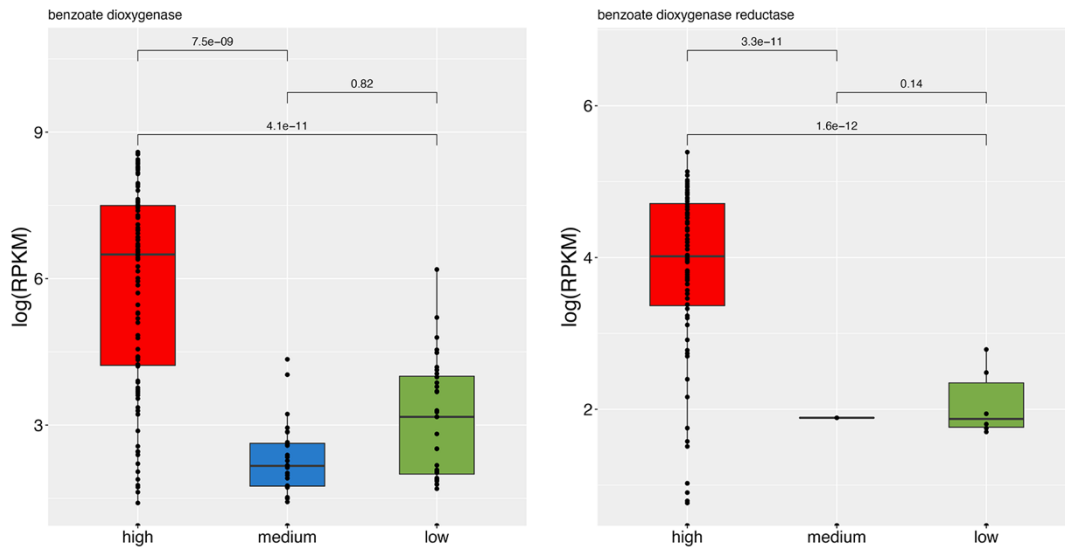 benzoate dioxygenase
7.5e−09
0.82
4.1e−11
9
6
3
log(RPKM)
high medium low
benzoate dioxygenase reductase
3.3e−11
0.14
1.6e−12
6
4
2
log(RPKM)
high medium low